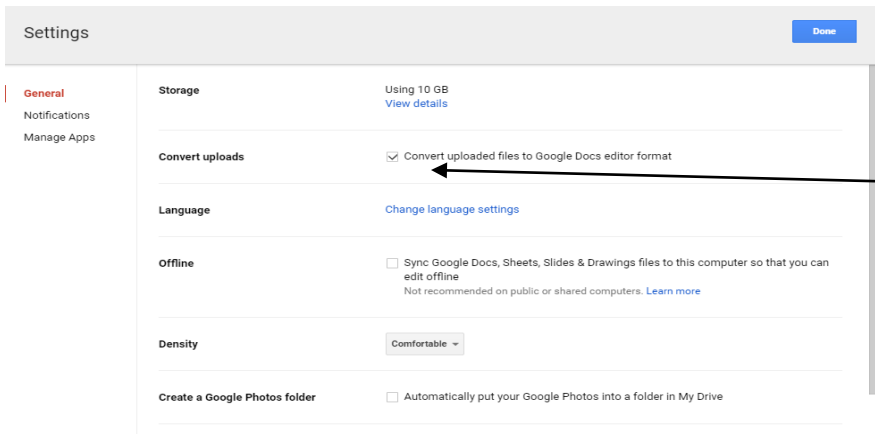 Settings
Done
General
Notifications
Manage Apps
Storage
Using 10 GB
View details
Convert uploads
Convert uploaded files to Google Docs editor format
Language
Change language settings
Offline
Sync Google Docs, Sheets, Slides & Drawings files to this computer so that you can
edit offline
Not recommended on public or shared computers. Learn more
Density
Comfortable
Create a Google Photos folder
Automatically put your Google Photos into a folder in My Drive